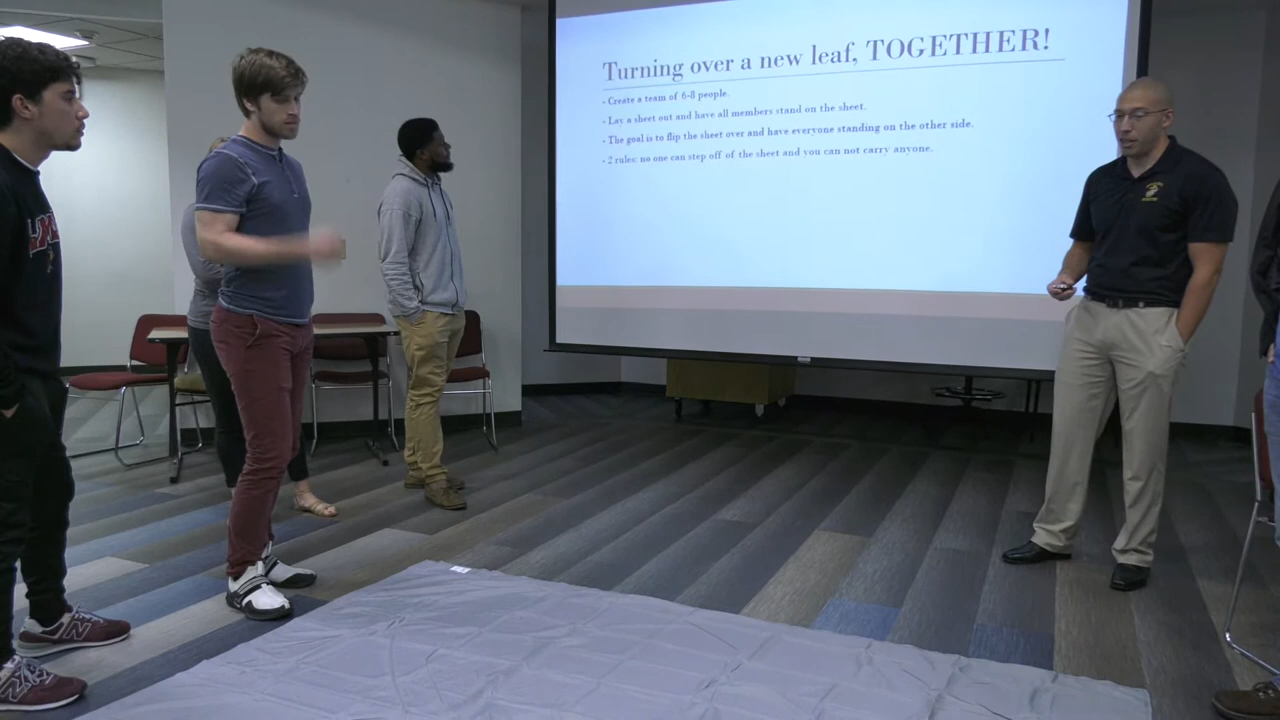 Turning over a new leaf, TOGETHER!
- Create a team of 6-8 people.
- Lay a sheet out and have all members stand on the sheet.
- The goal is to flip the sheet over and have everyone standing on the other side.
- 2 rules: no one can step off of the sheet and you can not carry anyone.